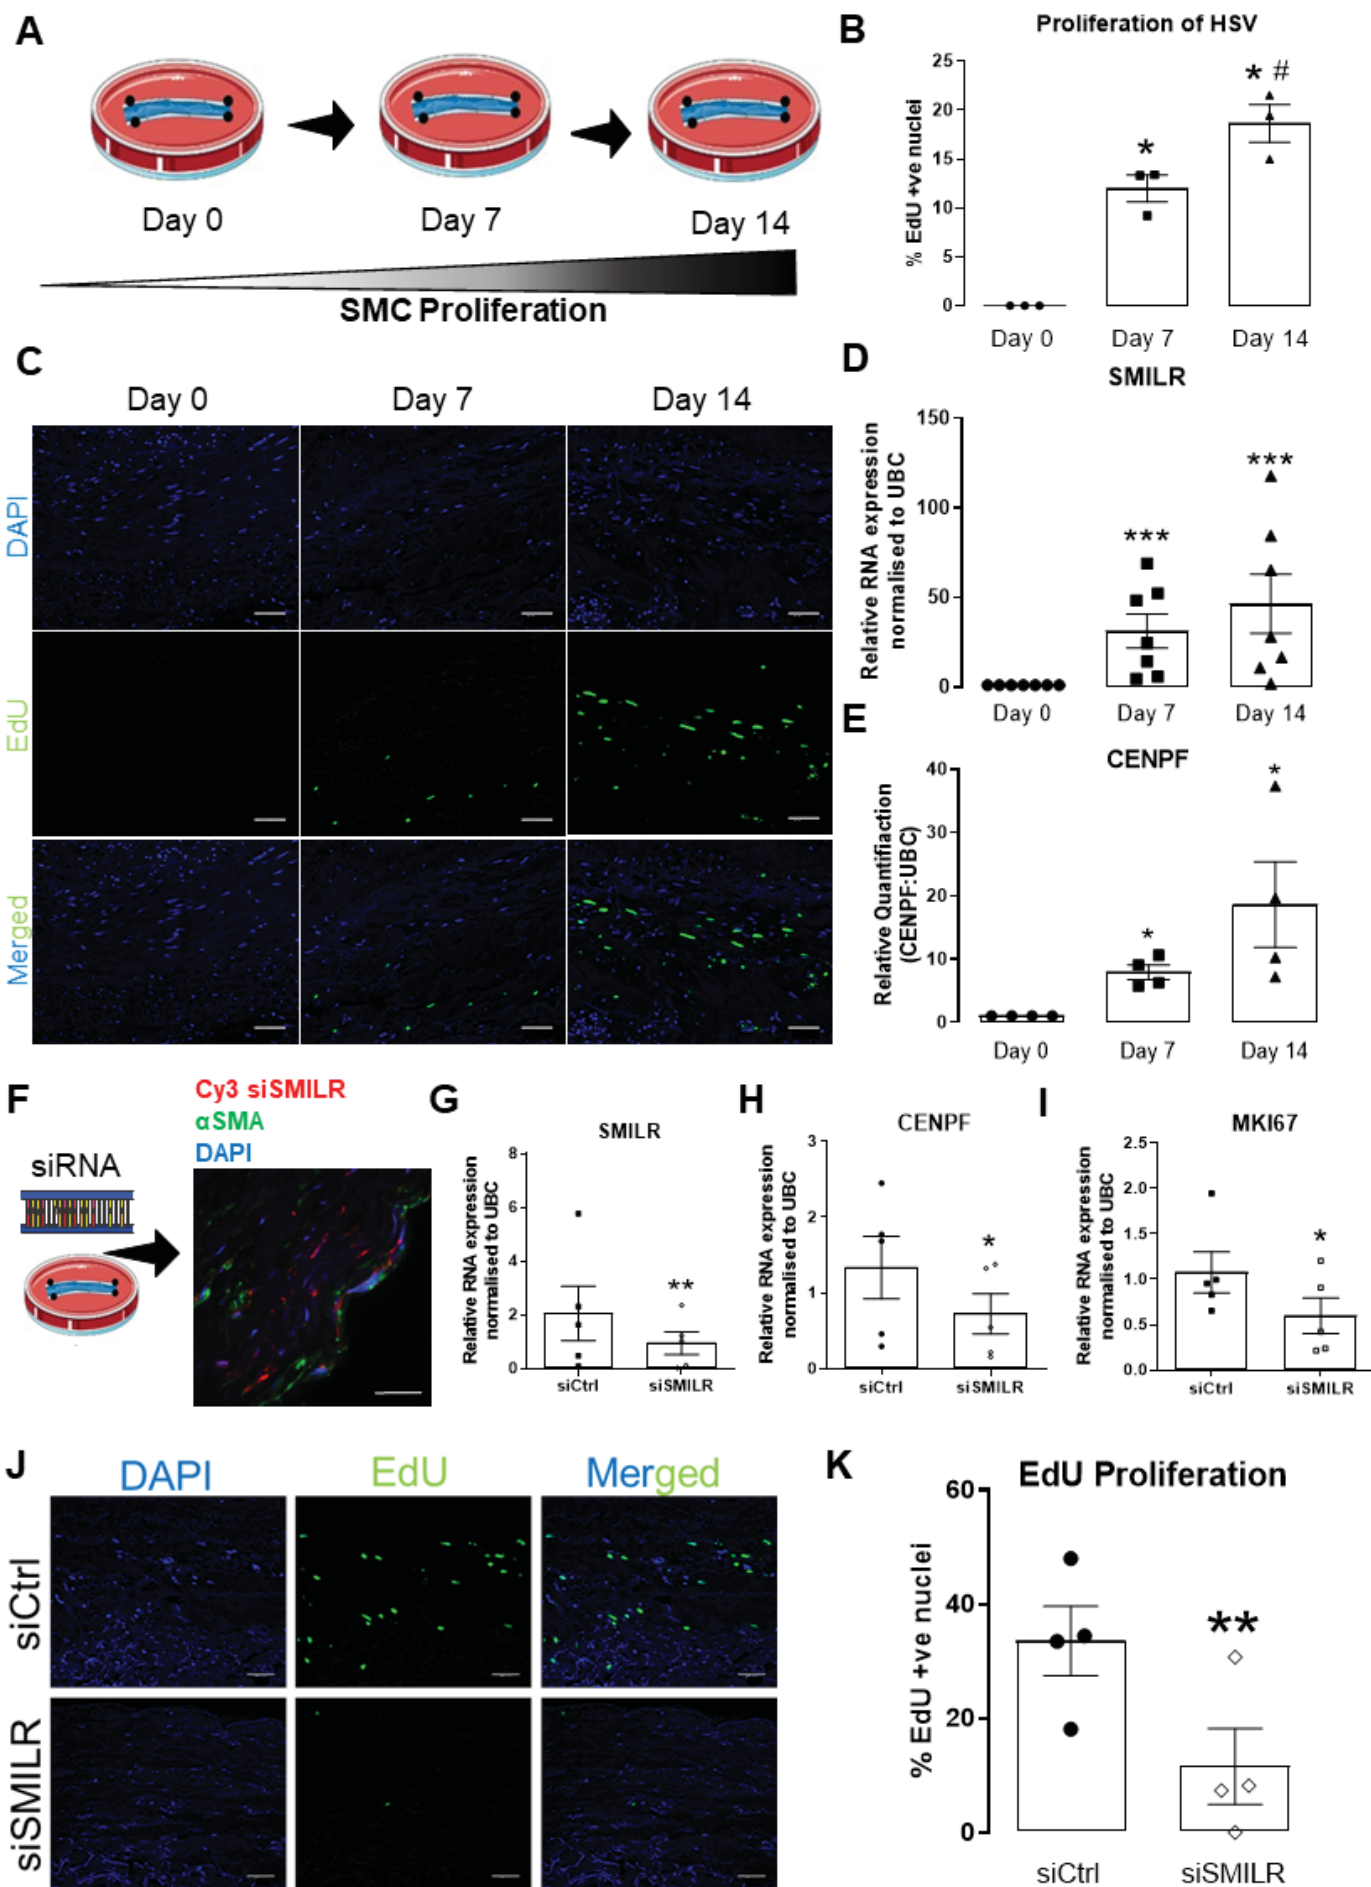 A
Day 0
Day 7
Day 14
SMC Proliferation
B
Proliferation of HSV
% EdU +ve nuclei
25
20
15
10
5
0
*
* #
Day 0
Day 7
Day 14
C
Day 0
Day 7
Day 14
DAPI
EdU
Merged
D
SMILR
Relative RNA expression
normalised to UBC
150
100
50
0
***
***
Day 0
Day 7
Day 14
E
CENPF
Relative Quantifiaction
(CENPF:UBC)
40
30
20
10
0
*
*
Day 0
Day 7
Day 14
F
siRNA
Cy3 siSMILR
αSMA
DAPI
G
SMILR
Relative RNA expression
normalised to UBC
8
6
4
2
0
**
siCtrl
siSMILR
H
CENPF
Relative RNA expression
normalised to UBC
3
2
1
0
*
siCtrl
siSMILR
I
MKI67
Relative RNA expression
normalised to UBC
2.5
2.0
1.5
1.0
0.5
0.0
*
siCtrl
siSMILR
J
DAPI
EdU
Merged
siCtrl
siSMILR
K
EdU Proliferation
% EdU +ve nuclei
60
40
20
0
**
siCtrl
siSMILR